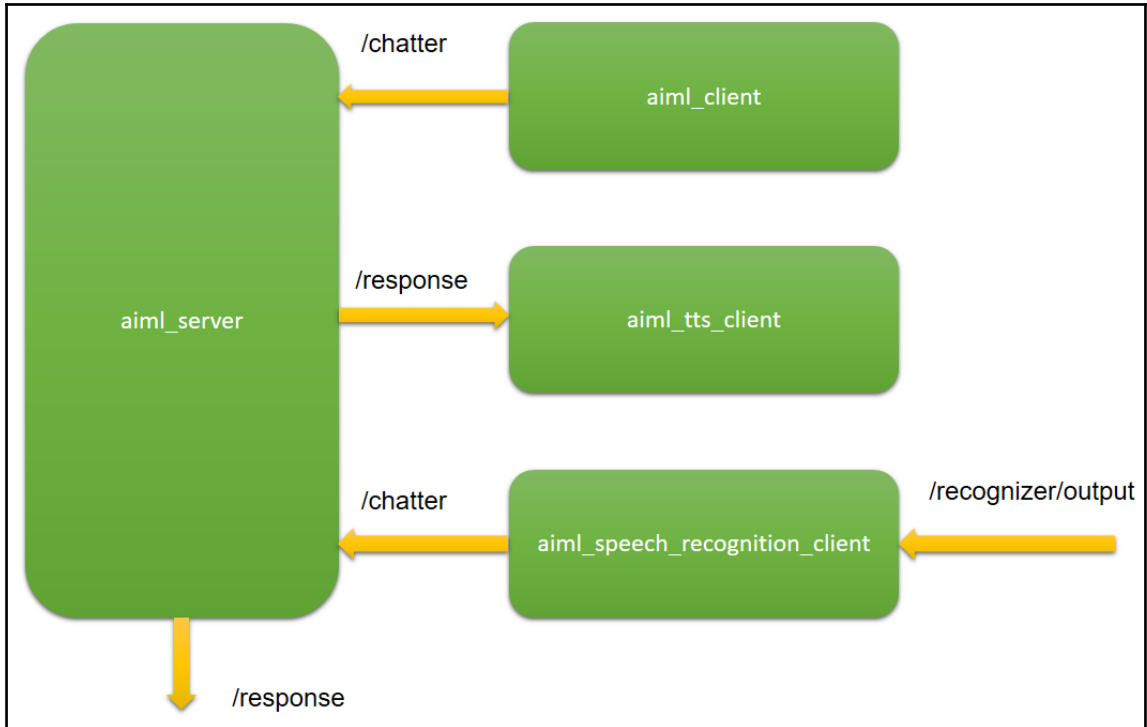 /chatter
aiml_client
/response
aiml_server
aiml_tts_client
/chatter
/recognizer/output
aiml_speech_recognition_client
/response